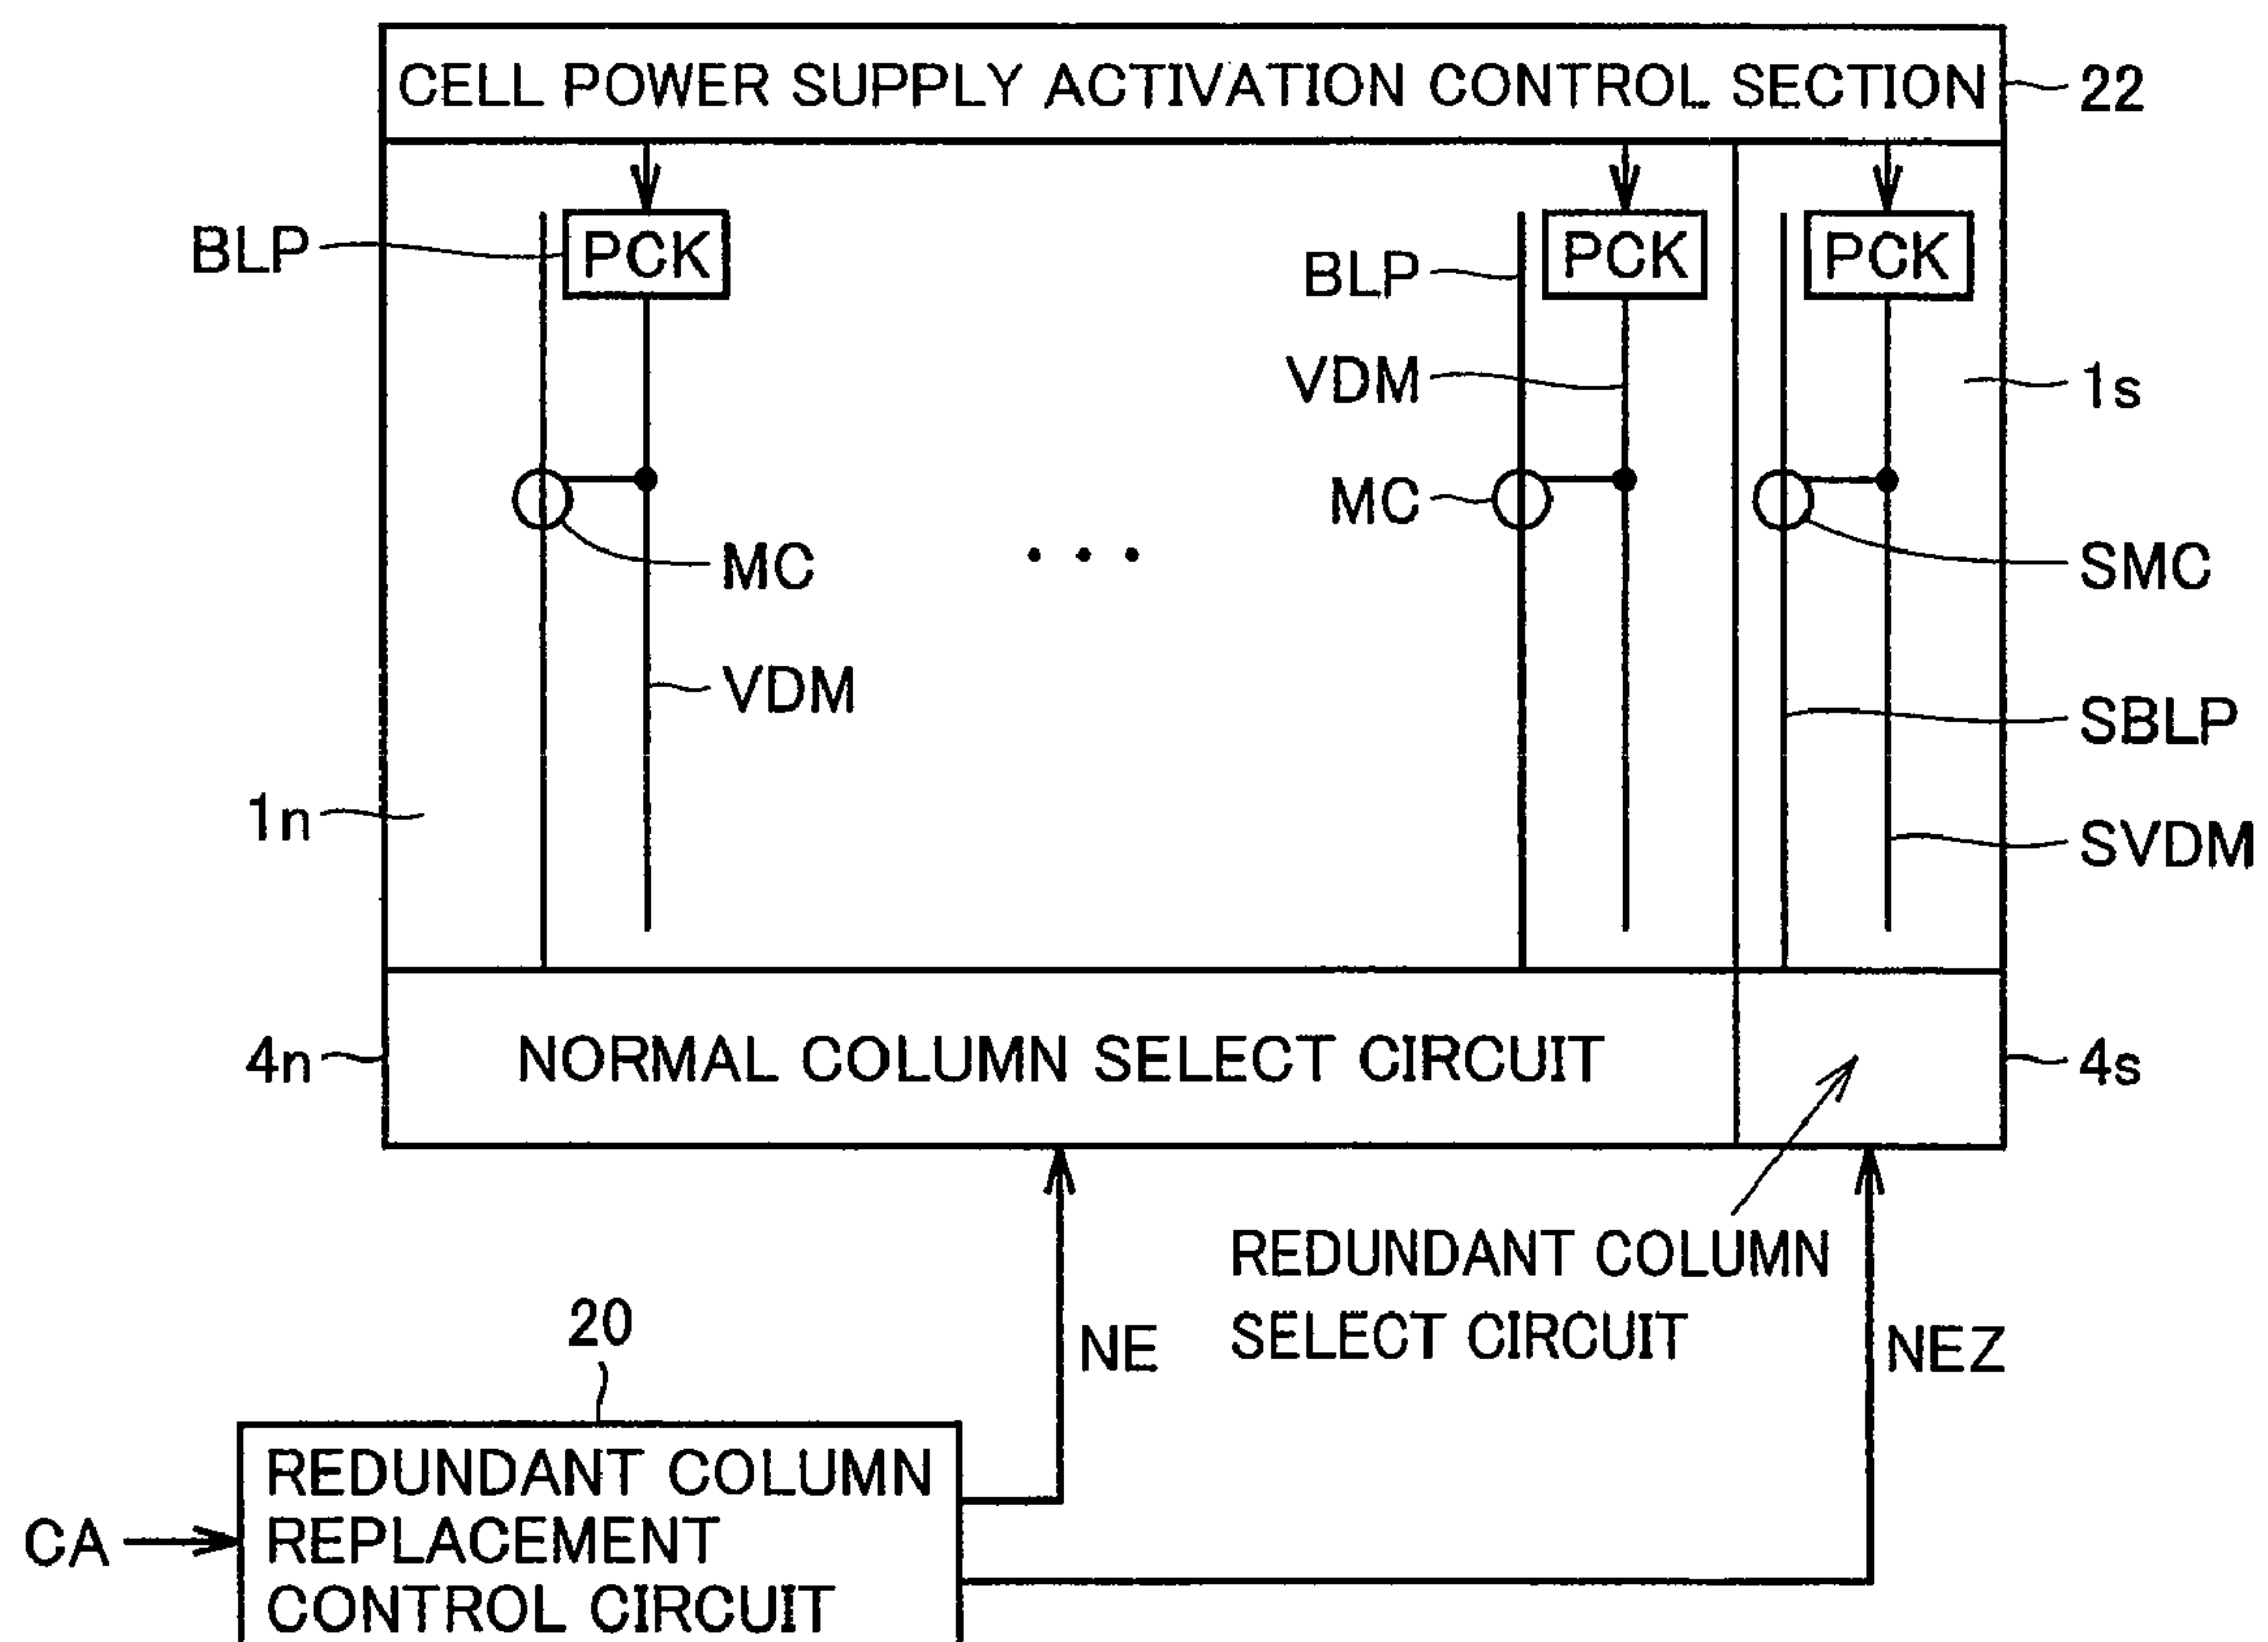 CELL POWER SUPPLY ACTIVATION CONTROL SECTION
22
BLP
PCK
BLP
PCK
PCK
VDM
1s
MC
MC
SMC
VDM
SBLP
1n
SVDM
4n
NORMAL COLUMN SELECT CIRCUIT
4s
REDUNDANT COLUMN
SELECT CIRCUIT
20
NE
NEZ
REDUNDANT COLUMN
CA
REPLACEMENT
CONTROL CIRCUIT